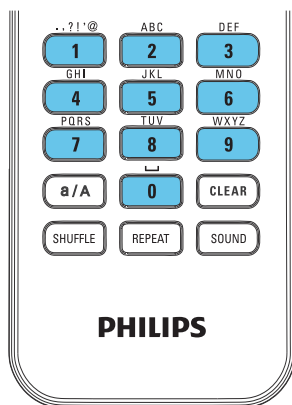 .,?!'@ ABC DEF
1 2 3
GHI JKL MNO
4 5 6
PQRS TUV WXYZ
7 8 9
a/A 0 CLEAR
SHUFFLE REPEAT SOUND
PHILIPS